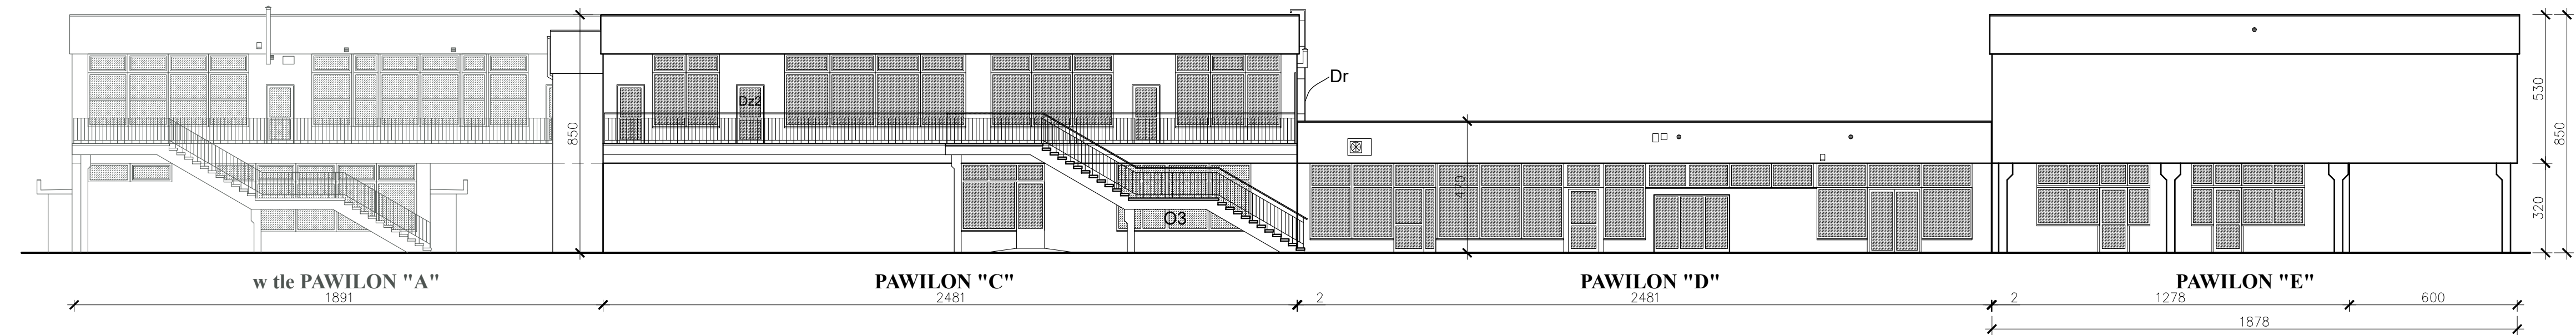 Dr
Dz2
530
850
850
470
320
O3
w tle PAWILON "A"
PAWILON "C"
PAWILON "D"
PAWILON "E"
1891
2481
2
2481
2
1278
600
1878